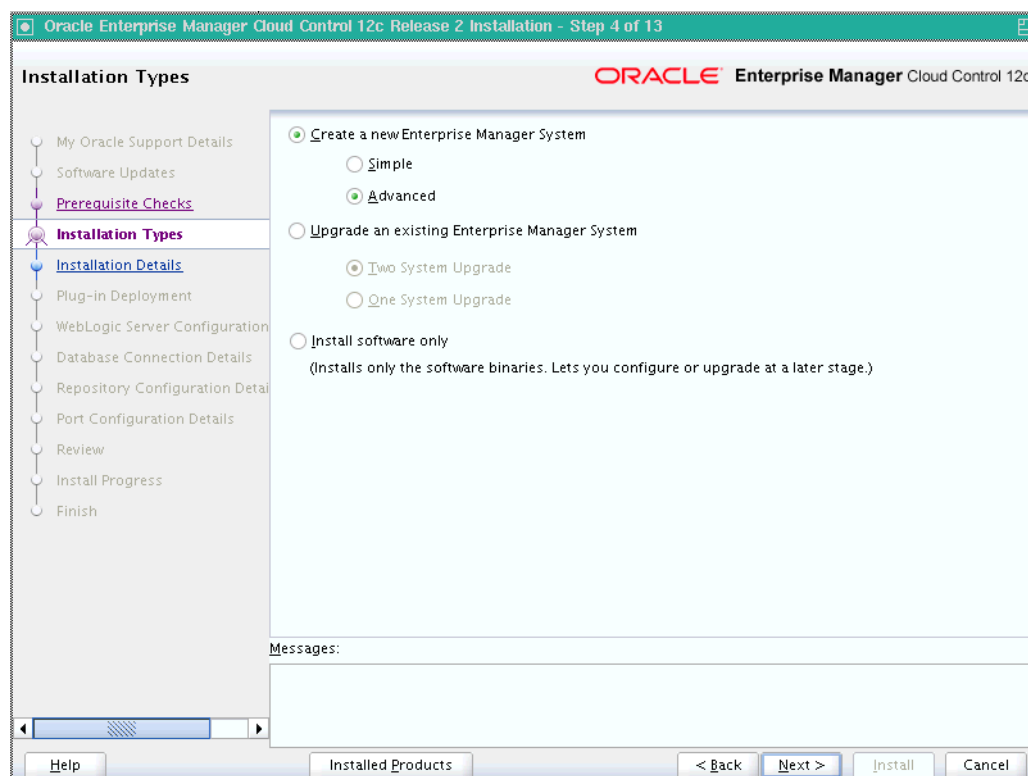 Oracle Enterprise Manager Cloud Control 12c Release 2 Installation - Step 4 of 13
Installation Types
ORACLE Enterprise Manager Cloud Control 12c
My Oracle Support Details
Software Updates
Prerequisite Checks
Installation Types
Installation Details
Plug-in Deployment
WebLogic Server Configuration
Database Connection Details
Repository Configuration Detai
Port Configuration Details
Review
Install Progress
Finish
Create a new Enterprise Manager System
Simple
Advanced
Upgrade an existing Enterprise Manager System
Two System Upgrade
One System Upgrade
Install software only
(Installs only the software binaries. Lets you configure or upgrade at a later stage.)
Messages:
Help
Installed Products
< Back
Next >
Install
Cancel